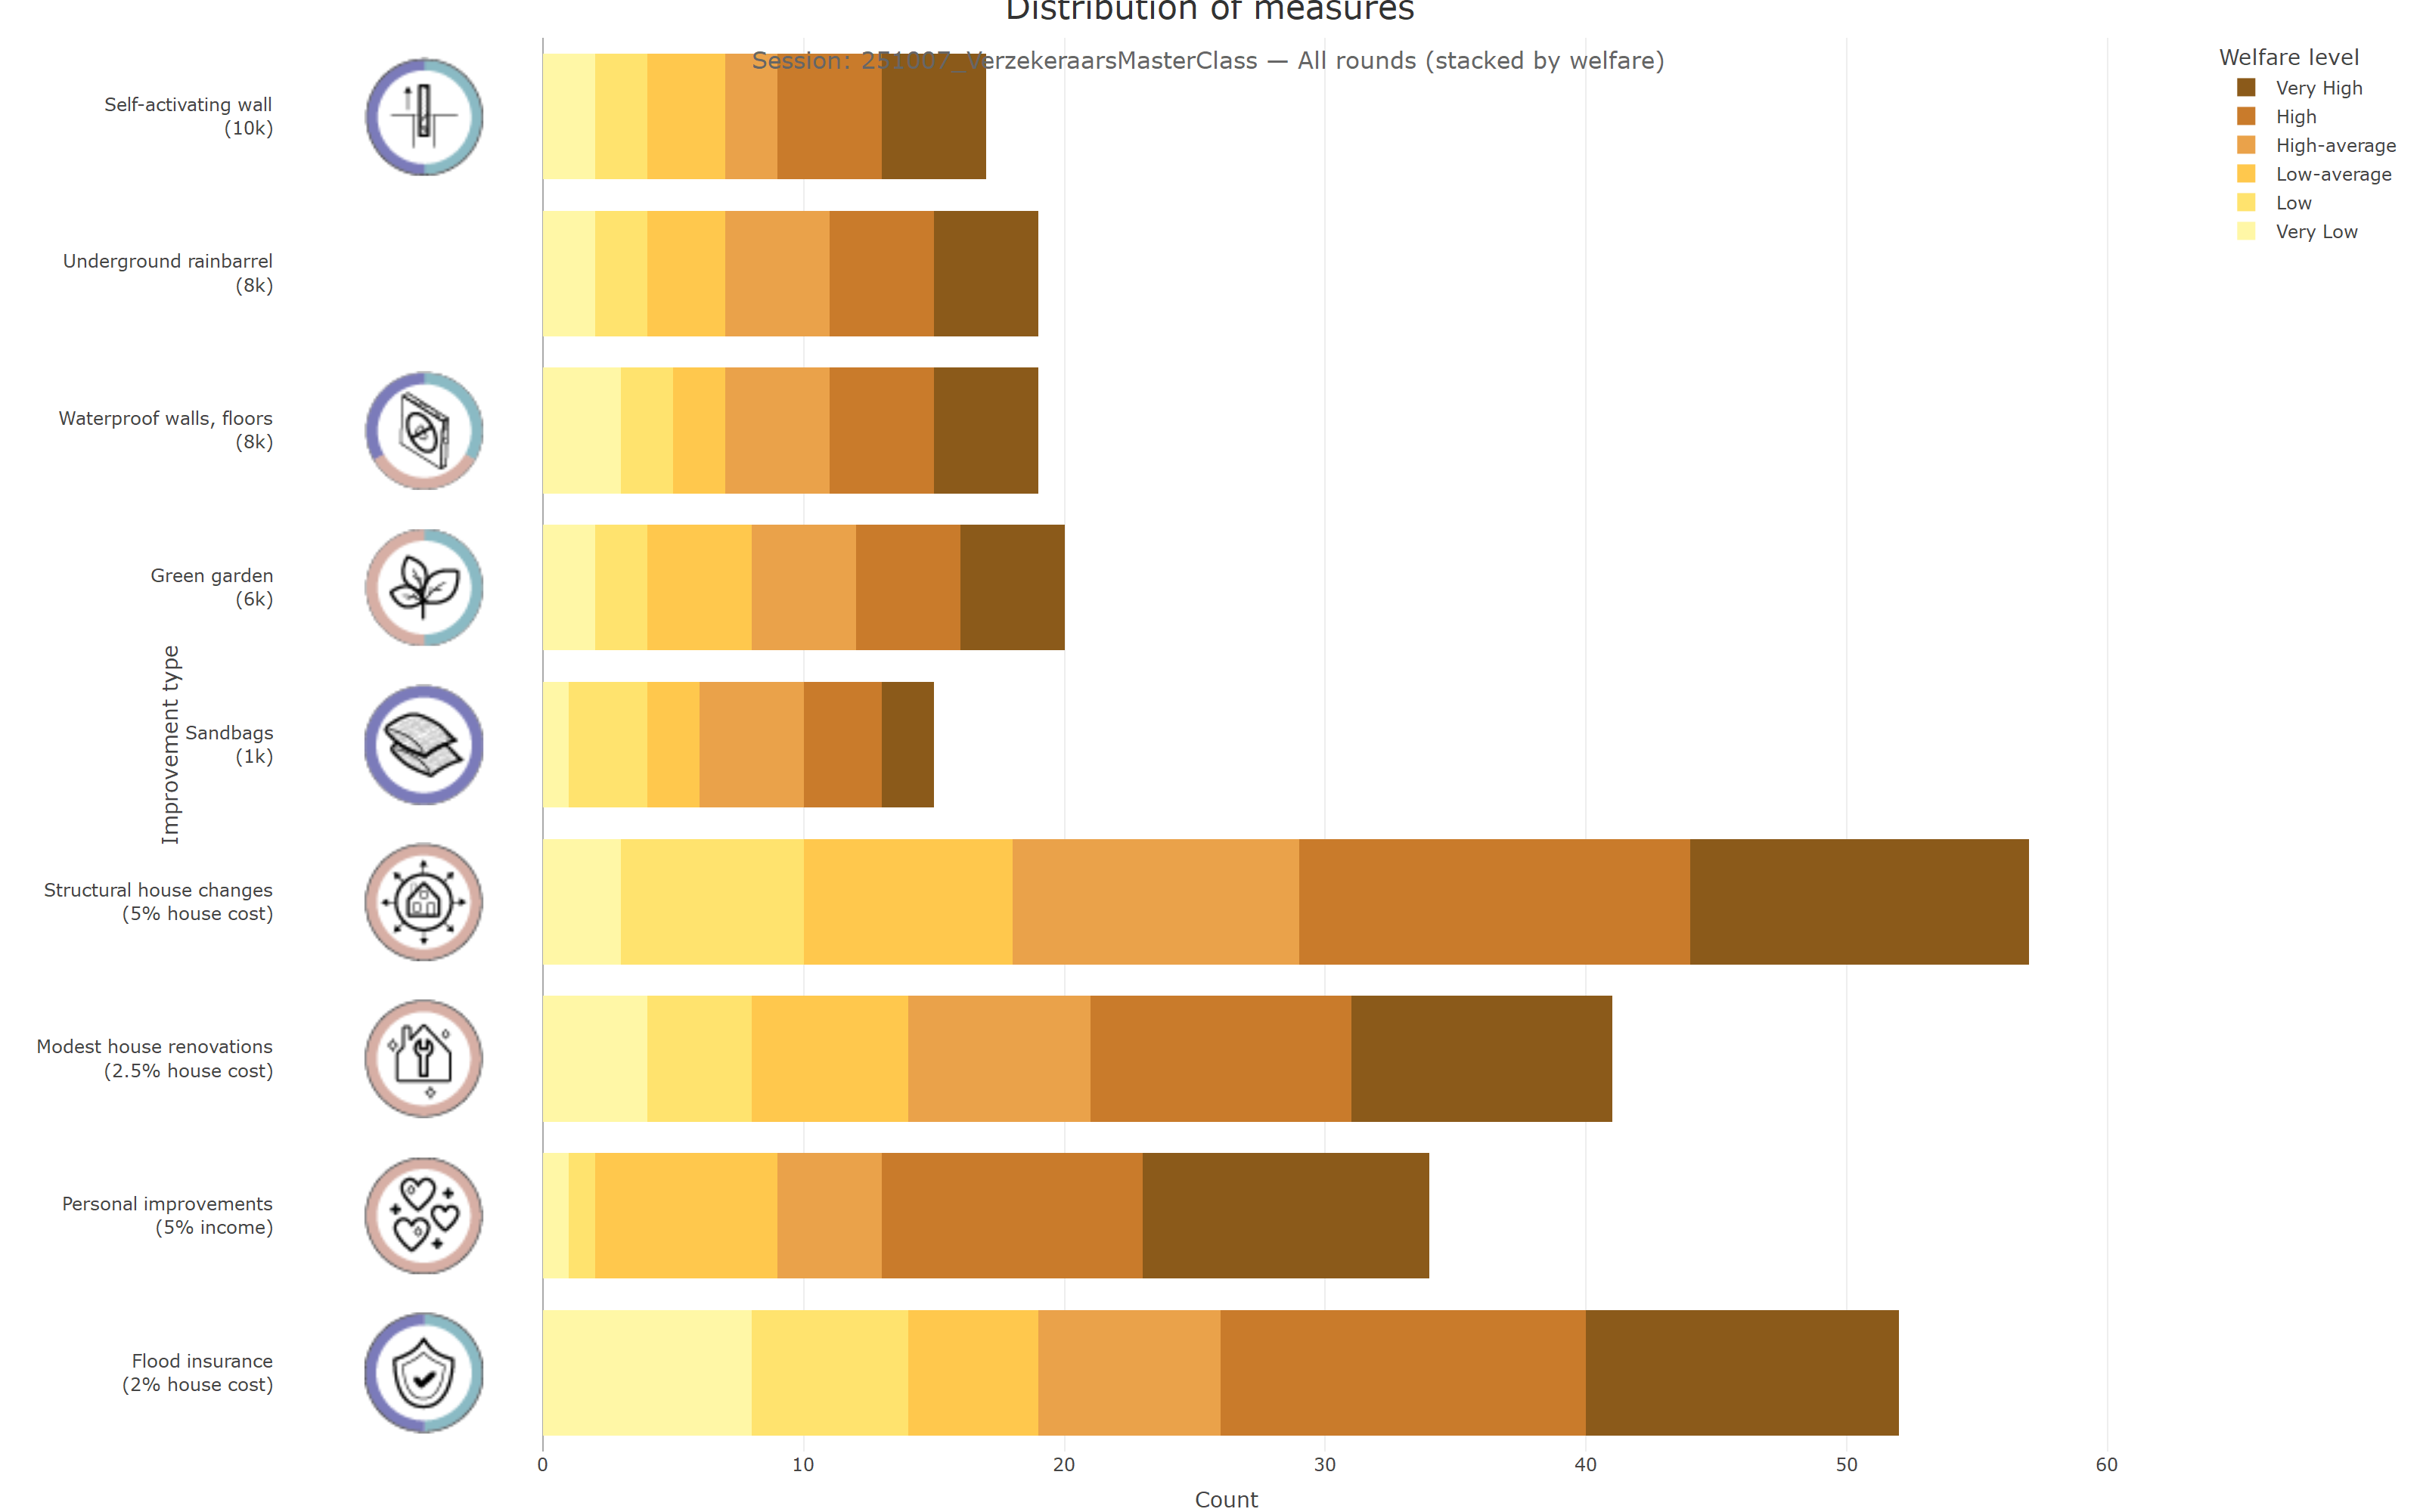 Distribution of measures
Session: 251007_VerzekeraarsMasterClass — All rounds (stacked by welfare)
Welfare level
Very High
High
High-average
Low-average
Low
Very Low
Improvement type
Self-activating wall
(10k)
Underground rainbarrel
(8k)
Waterproof walls, floors
(8k)
Green garden
(6k)
Sandbags
(1k)
Structural house changes
(5% house cost)
Modest house renovations
(2.5% house cost)
Personal improvements
(5% income)
Flood insurance
(2% house cost)
0 10 20 30 40 50 60
Count